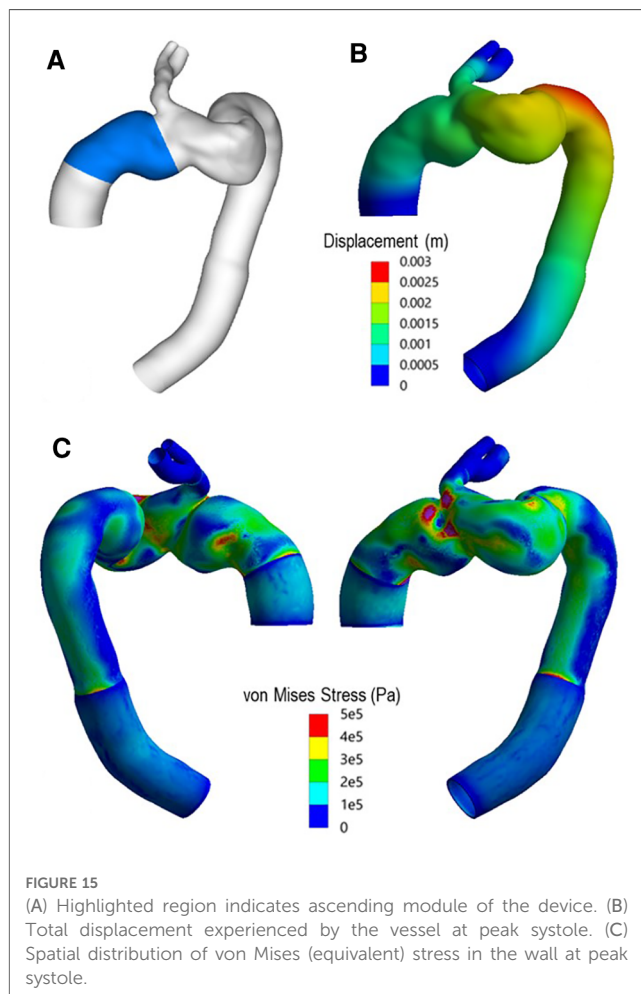 A
B
Displacement (m)
0.003
0.0025
0.002
0.0015
0.001
0.0005
0
C
von Mises Stress (Pa)
5e5
4e5
3e5
2e5
1e5
0
FIGURE 15
(A) Highlighted region indicates ascending module of the device. (B)
Total displacement experienced by the vessel at peak systole. (C)
Spatial distribution of von Mises (equivalent) stress in the wall at peak
systole.